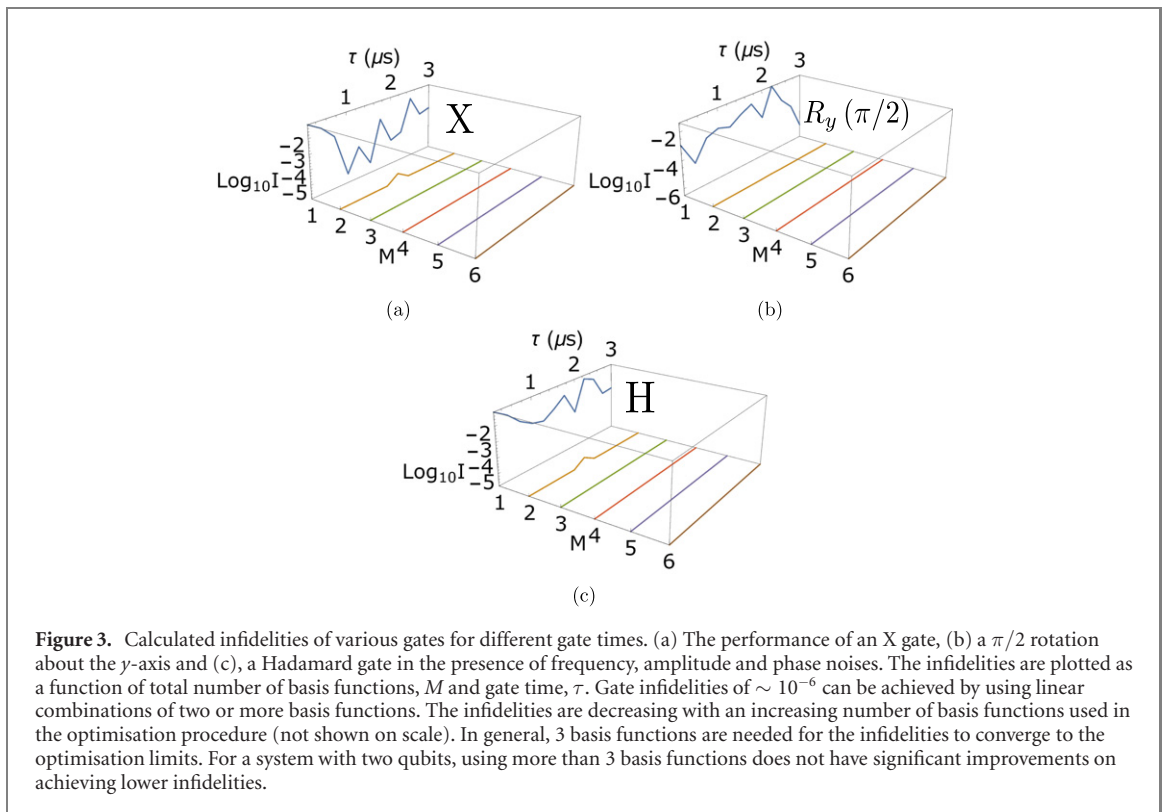 τ (μs)
3
2
1
X
−2
−3
Log10I −4
−5
1
2
3
M 4
5
6
(a)
τ (μs)
3
2
1
Ry (π/2)
−2
−4
Log10I
−6
1
2
3
M 4
5
6
(b)
τ (μs)
3
2
1
H
−2
−3
Log10I −4
−5
1
2
3
M 4
5
6
(c)
Figure 3. Calculated infidelities of various gates for different gate times. (a) The performance of an X gate, (b) a π/2 rotation
about the y-axis and (c), a Hadamard gate in the presence of frequency, amplitude and phase noises. The infidelities are plotted as
a function of total number of basis functions, M and gate time, τ. Gate infidelities of ∼ 10⁻⁶ can be achieved by using linear
combinations of two or more basis functions. The infidelities are decreasing with an increasing number of basis functions used in
the optimisation procedure (not shown on scale). In general, 3 basis functions are needed for the infidelities to converge to the
optimisation limits. For a system with two qubits, using more than 3 basis functions does not have significant improvements on
achieving lower infidelities.